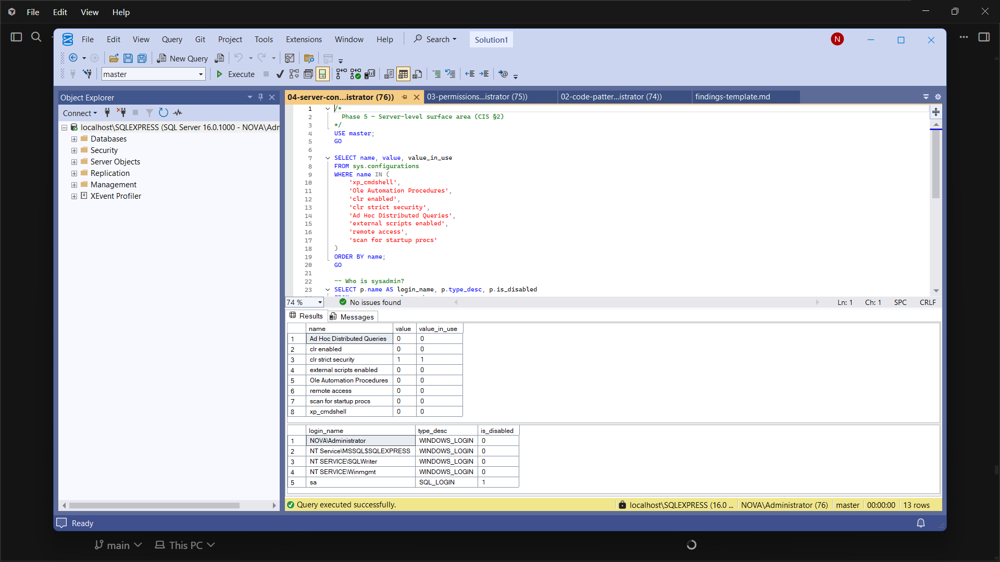 File Edit View Help
File Edit View Query Git Project Tools Extensions Window Help Search Solution1 N
New Query
master Execute
Object Explorer
Connect
localhost\SQLEXPRESS (SQL Server 16.0.1000 - NOVA\Adr
Databases
Security
Server Objects
Replication
Management
XEvent Profiler
04-server-con...istrator (76)) 03-permissions...istrator (75)) 02-code-patter...istrator (74)) findings-template.md
1 /*
2 Phase 5 — Server-level surface area (CIS §2)
3 */
4 USE master;
5 GO
6
7 SELECT name, value, value_in_use
8 FROM sys.configurations
9 WHERE name IN (
10 'xp_cmdshell',
11 'Ole Automation Procedures',
12 'clr enabled',
13 'clr strict security',
14 'Ad Hoc Distributed Queries',
15 'external scripts enabled',
16 'remote access',
17 'scan for startup procs'
18 )
19 ORDER BY name;
20 GO
21
22 -- Who is sysadmin?
23 SELECT p.name AS login_name, p.type_desc, p.is_disabled
74 % No issues found Ln: 1 Ch: 1 SPC CRLF
Results Messages
name value value_in_use
1 Ad Hoc Distributed Queries 0 0
2 clr enabled 0 0
3 clr strict security 1 1
4 external scripts enabled 0 0
5 Ole Automation Procedures 0 0
6 remote access 0 0
7 scan for startup procs 0 0
8 xp_cmdshell 0 0
login_name type_desc is_disabled
1 NOVA\Administrator WINDOWS_LOGIN 0
2 NT Service\MSSQL$SQLEXPRESS WINDOWS_LOGIN 0
3 NT SERVICE\SQLWriter WINDOWS_LOGIN 0
4 NT SERVICE\Winmgmt WINDOWS_LOGIN 0
5 sa SQL_LOGIN 1
Query executed successfully. localhost\SQLEXPRESS (16.0 ... NOVA\Administrator (76) master 00:00:00 13 rows
Ready
main This PC